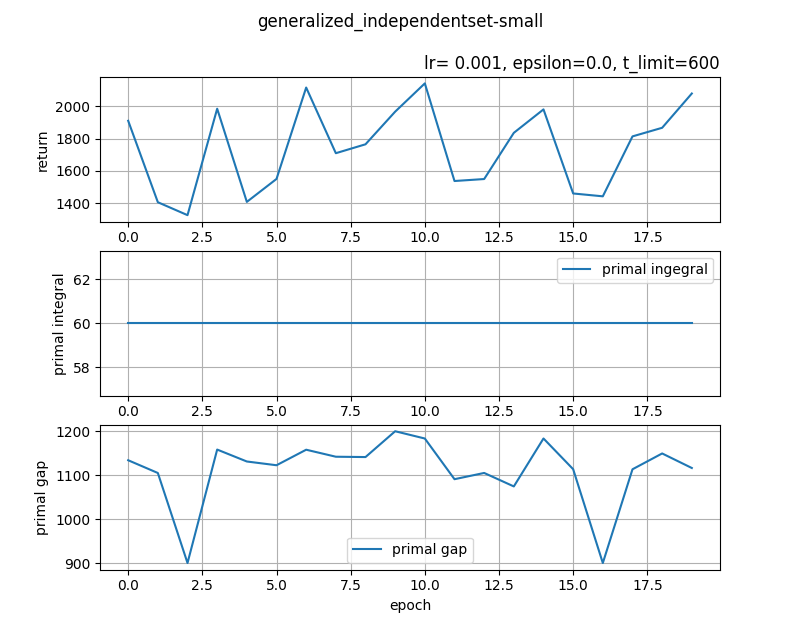 generalized_independentset-small
lr= 0.001, epsilon=0.0, t_limit=600
2000
1800
1600
1400
return
0.0 2.5 5.0 7.5 10.0 12.5 15.0 17.5
62
60
58
primal integral
primal ingegral
0.0 2.5 5.0 7.5 10.0 12.5 15.0 17.5
1200
1100
1000
900
primal gap
primal gap
0.0 2.5 5.0 7.5 10.0 12.5 15.0 17.5
epoch